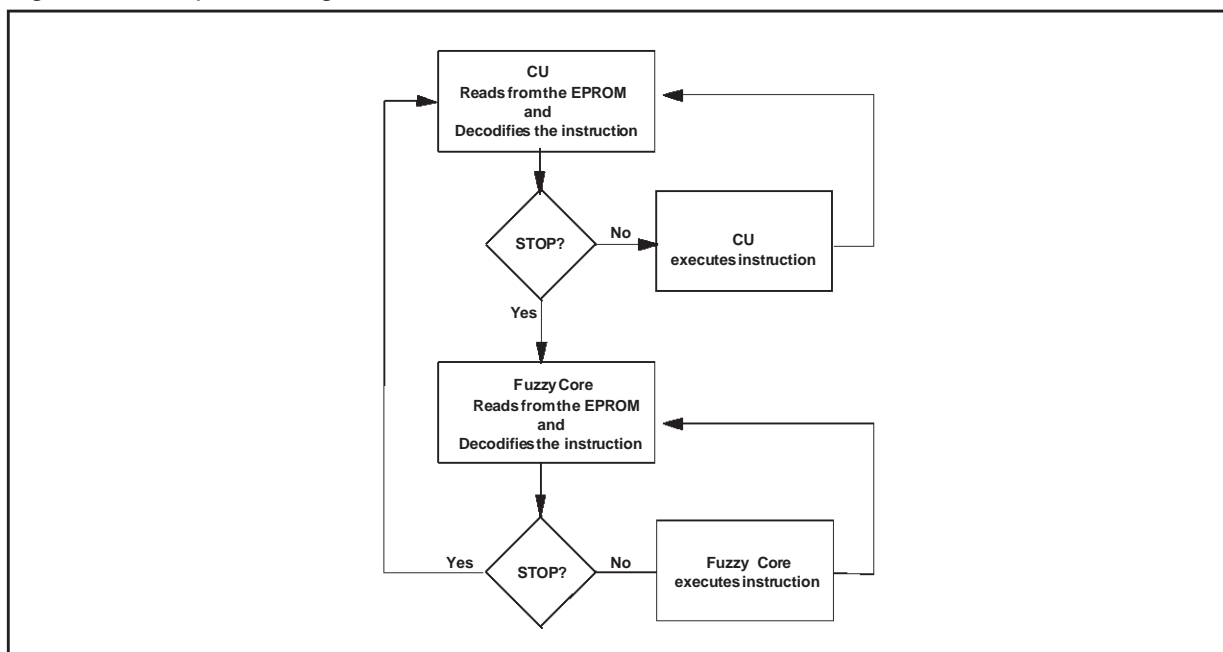 CU
Reads from the EPROM
and
Decodifies the instruction
STOP?
No
CU
executes instruction
Yes
Fuzzy Core
Reads from the EPROM
and
Decodifies the instruction
Yes
STOP?
No
Fuzzy Core
executes instruction